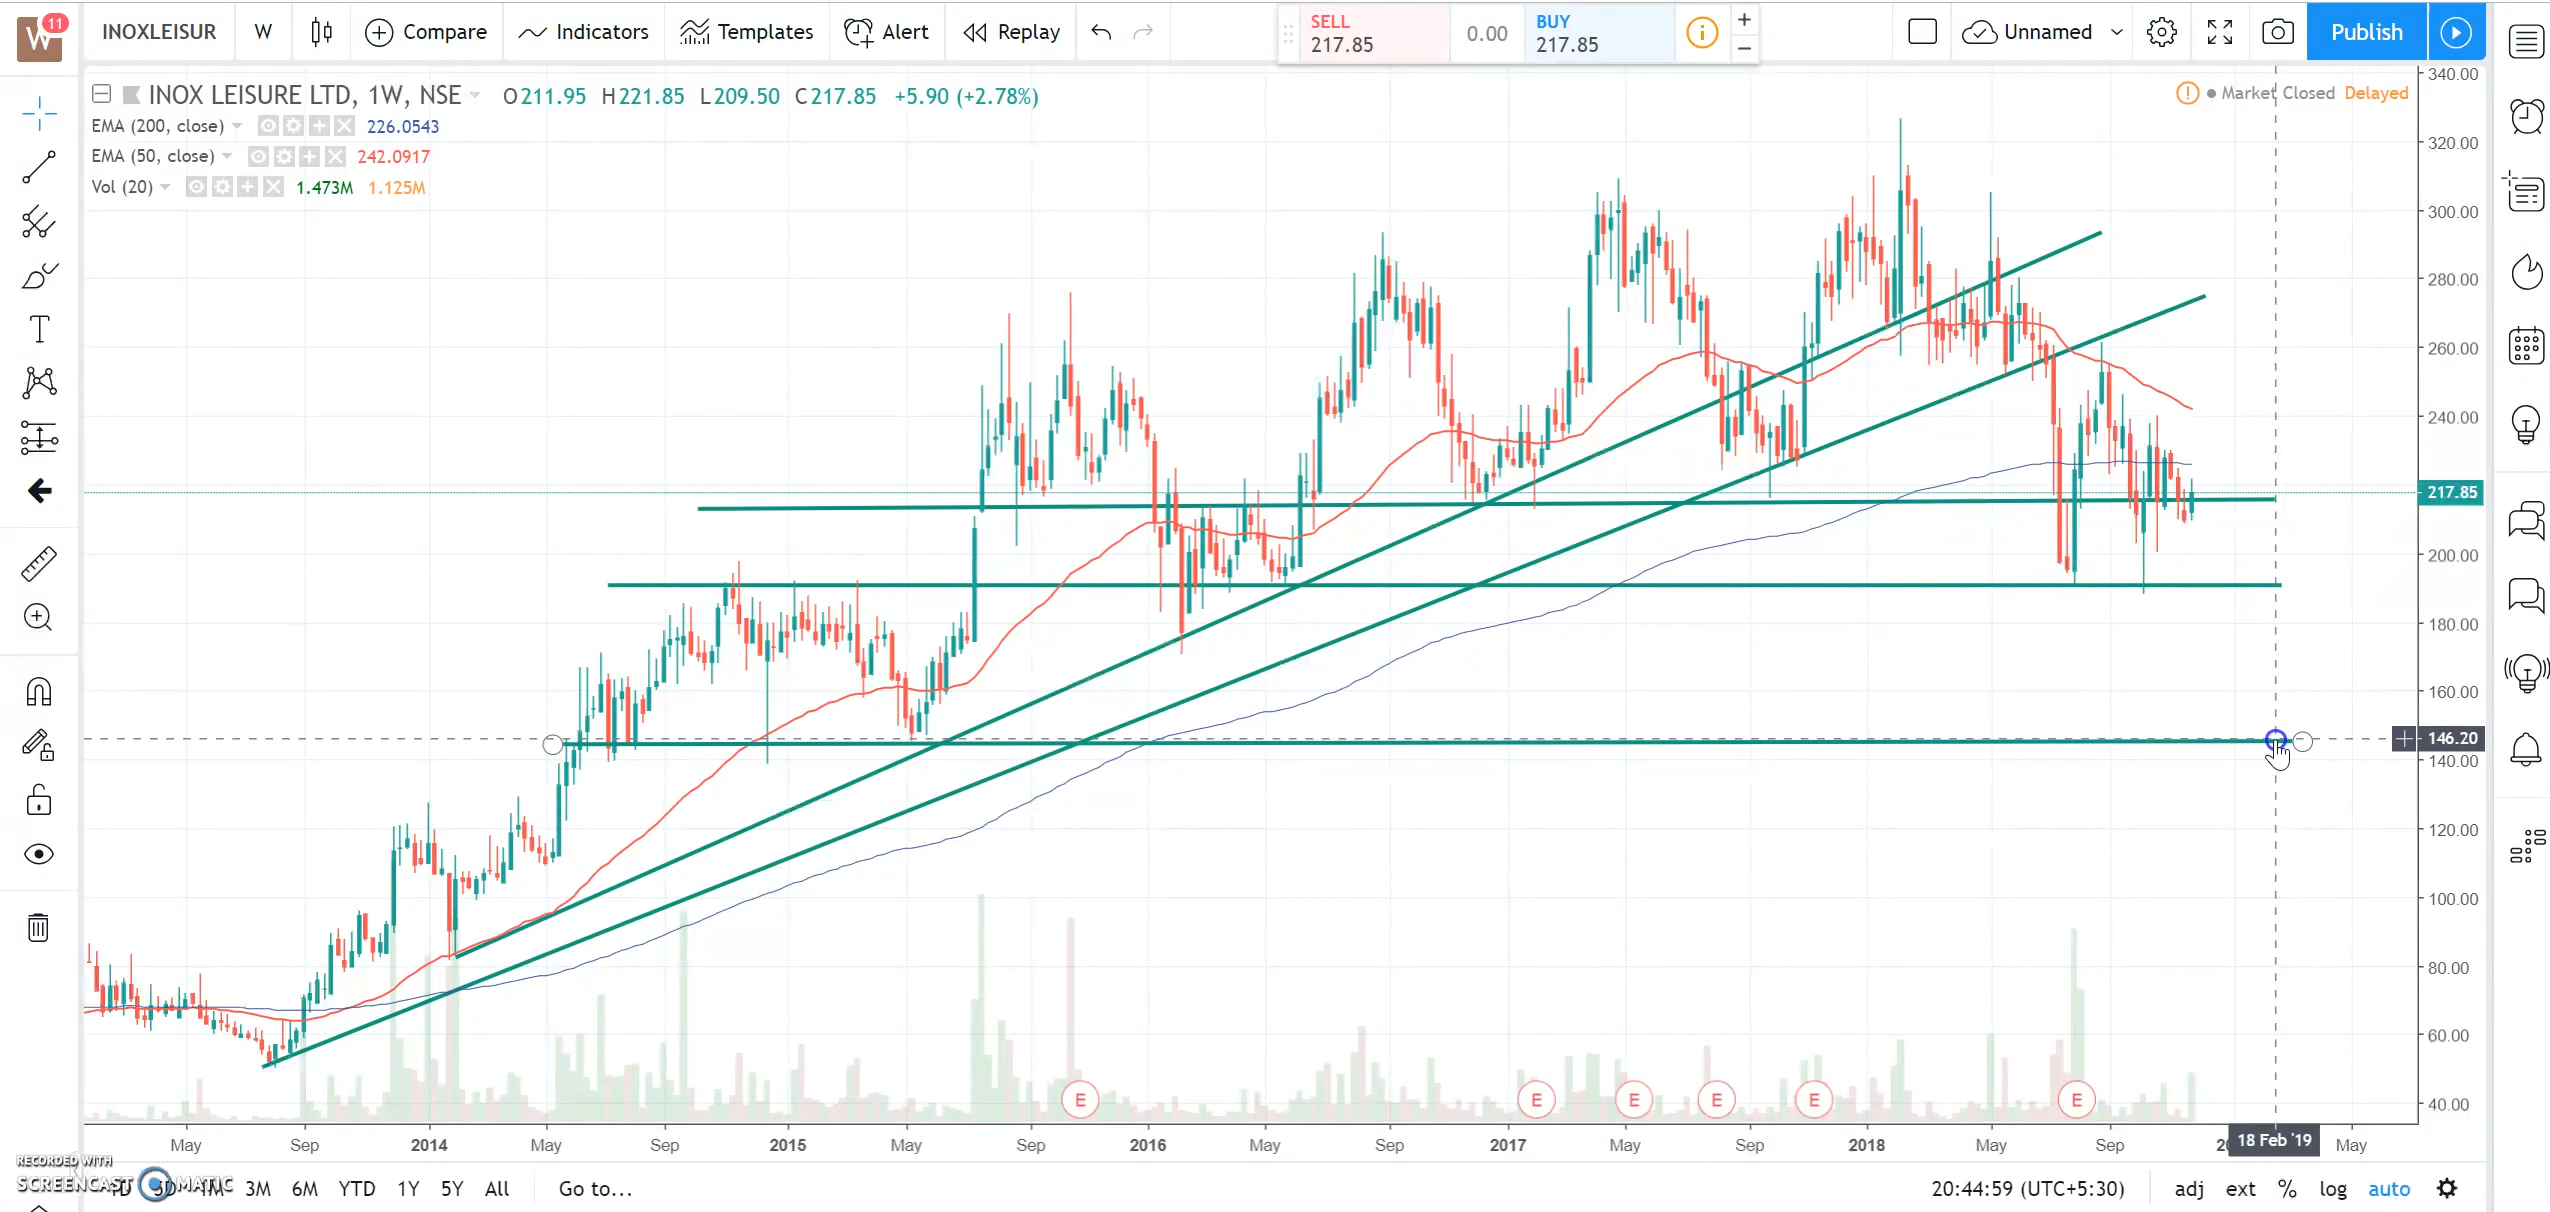 W 11 INOXLEISUR W Compare Indicators Templates Alert Replay SELL 217.85 0.00 BUY 217.85 + − Unnamed Publish
INOX LEISURE LTD, 1W, NSE O211.95 H221.85 L209.50 C217.85 +5.90 (+2.78%)
Market Closed Delayed
EMA (200, close) 226.0543
EMA (50, close) 242.0917
Vol (20) 1.473M 1.125M
340.00
320.00
300.00
280.00
260.00
240.00
217.85
200.00
180.00
160.00
146.20
140.00
120.00
100.00
80.00
60.00
40.00
E E E E E E
May Sep 2014 May Sep 2015 May Sep 2016 May Sep 2017 May Sep 2018 May Sep 18 Feb '19 May
RECORDED WITH
SCREENCAST MATIC
1D 5D 1M 3M 6M YTD 1Y 5Y All Go to... 20:44:59 (UTC+5:30) adj ext % log auto